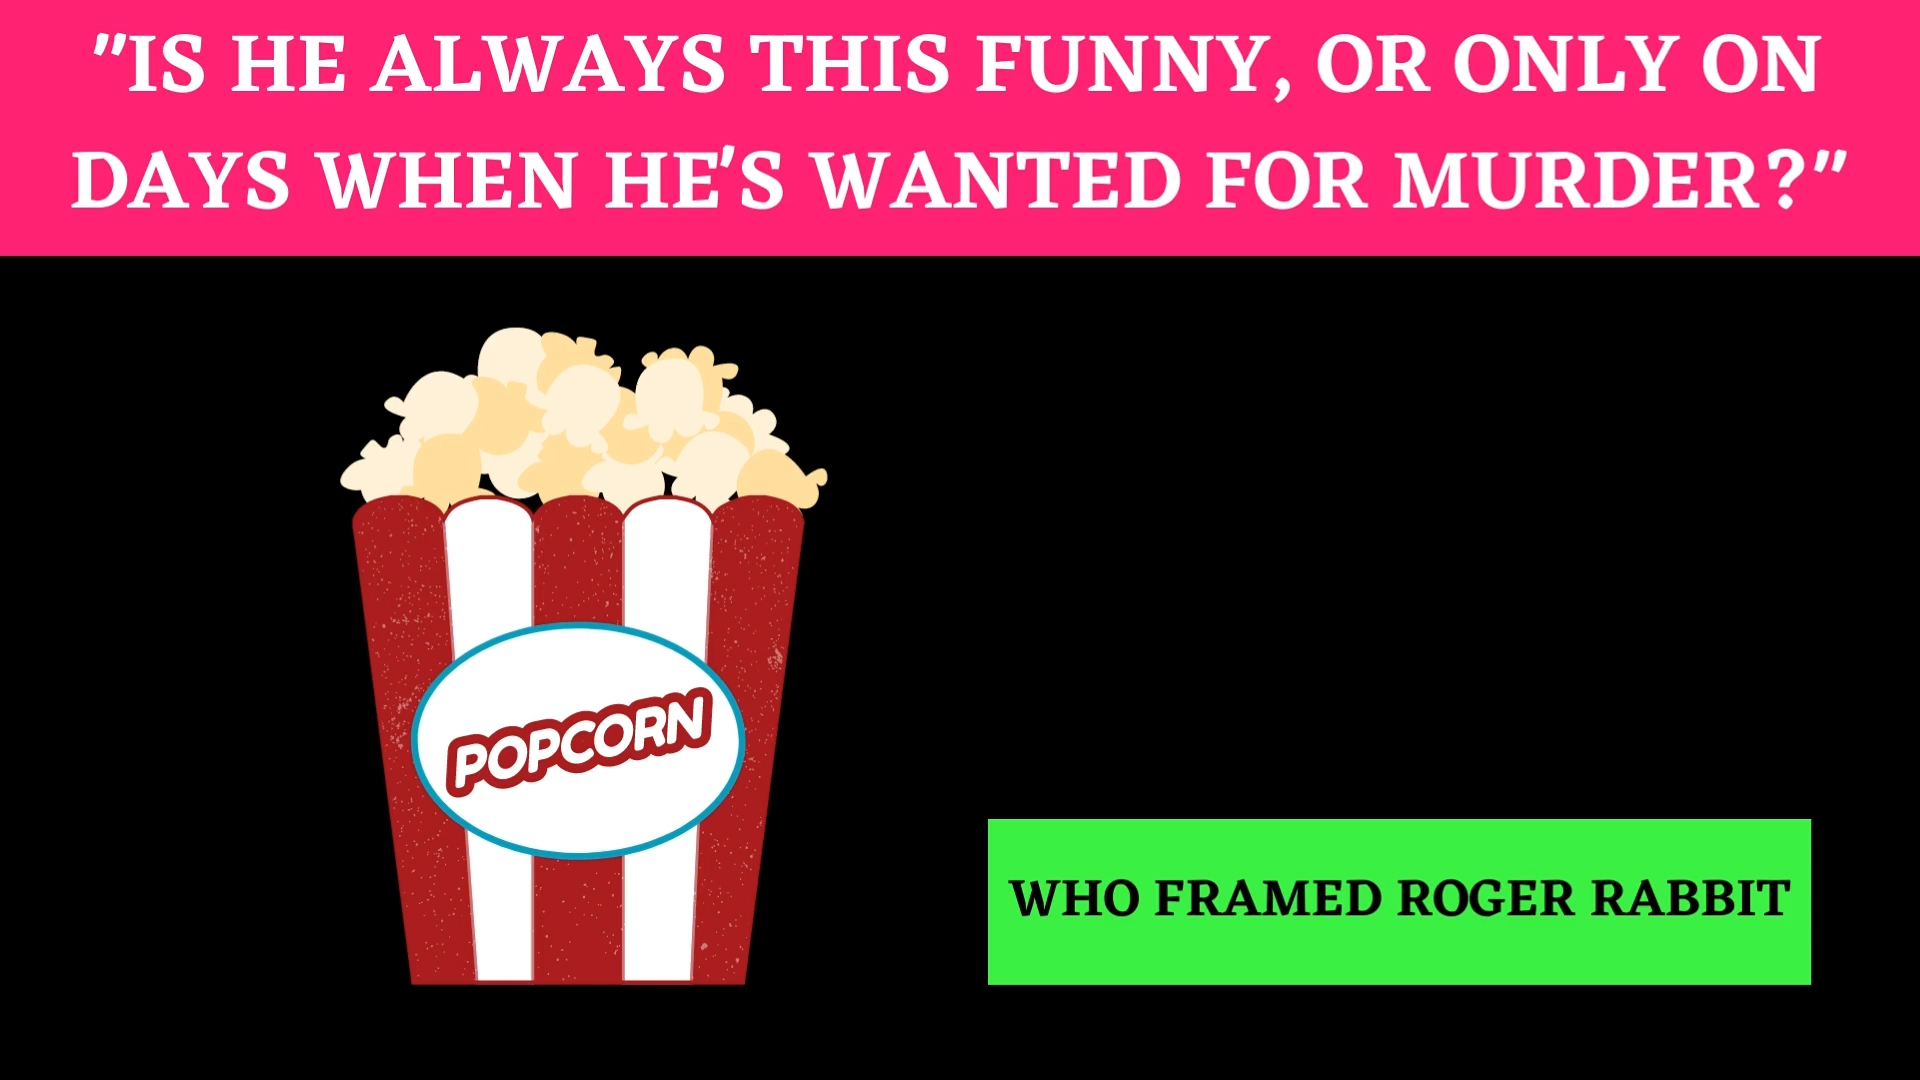 "IS HE ALWAYS THIS FUNNY, OR ONLY ON
DAYS WHEN HE'S WANTED FOR MURDER?"
POPCORN
WHO FRAMED ROGER RABBIT